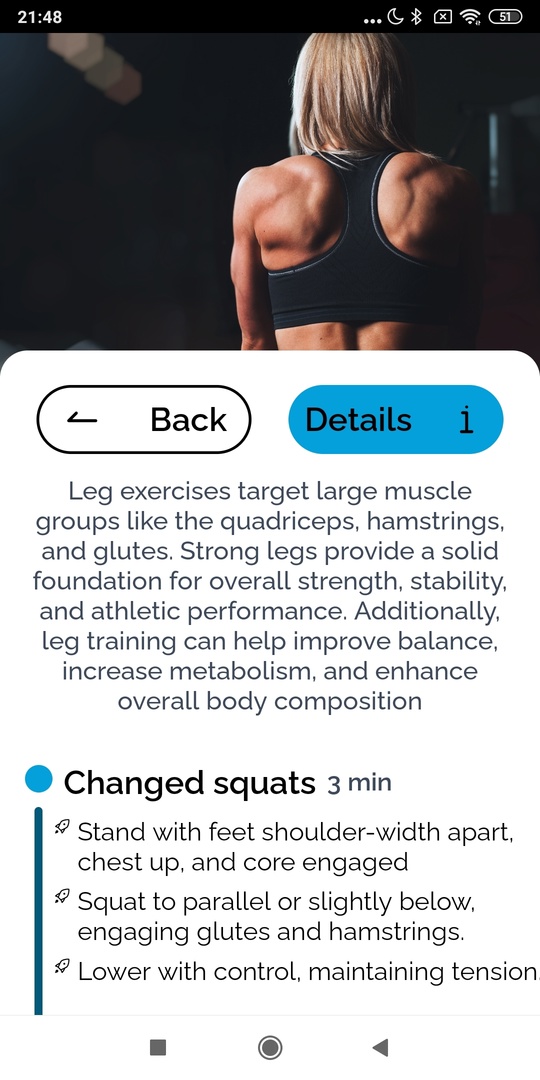 21:48
51
Back
Details i
Leg exercises target large muscle
groups like the quadriceps, hamstrings,
and glutes. Strong legs provide a solid
foundation for overall strength, stability,
and athletic performance. Additionally,
leg training can help improve balance,
increase metabolism, and enhance
overall body composition
Changed squats 3 min
Stand with feet shoulder-width apart,
chest up, and core engaged
Squat to parallel or slightly below,
engaging glutes and hamstrings.
Lower with control, maintaining tension.